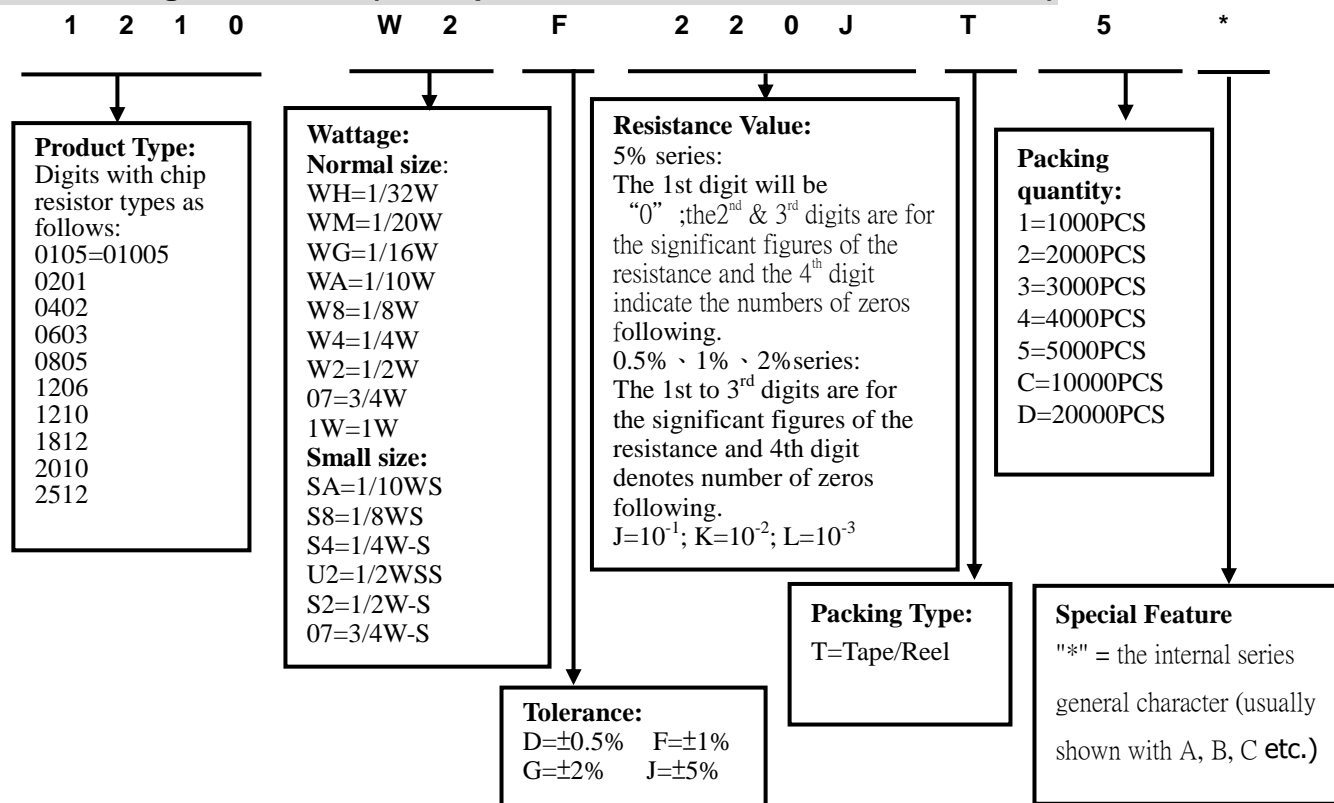 1 2 1 0 W 2 F 2 2 0 J T 5 *
Product Type:
Digits with chip
resistor types as
follows:
0105=01005
0201
0402
0603
0805
1206
1210
1812
2010
2512
Wattage:
Normal size:
WH=1/32W
WM=1/20W
WG=1/16W
WA=1/10W
W8=1/8W
W4=1/4W
W2=1/2W
07=3/4W
1W=1W
Small size:
SA=1/10WS
S8=1/8WS
S4=1/4W-S
U2=1/2WSS
S2=1/2W-S
07=3/4W-S
Tolerance:
D=±0.5% F=±1%
G=±2% J=±5%
Resistance Value:
5% series:
The 1st digit will be
“0” ;the2nd & 3rd digits are for
the significant figures of the
resistance and the 4th digit
indicate the numbers of zeros
following.
0.5%、1%、2%series:
The 1st to 3rd digits are for
the significant figures of the
resistance and 4th digit
denotes number of zeros
following.
J=10-1; K=10-2; L=10-3
Packing Type:
T=Tape/Reel
Packing
quantity:
1=1000PCS
2=2000PCS
3=3000PCS
4=4000PCS
5=5000PCS
C=10000PCS
D=20000PCS
Special Feature
"*" = the internal series
general character (usually
shown with A, B, C etc.)